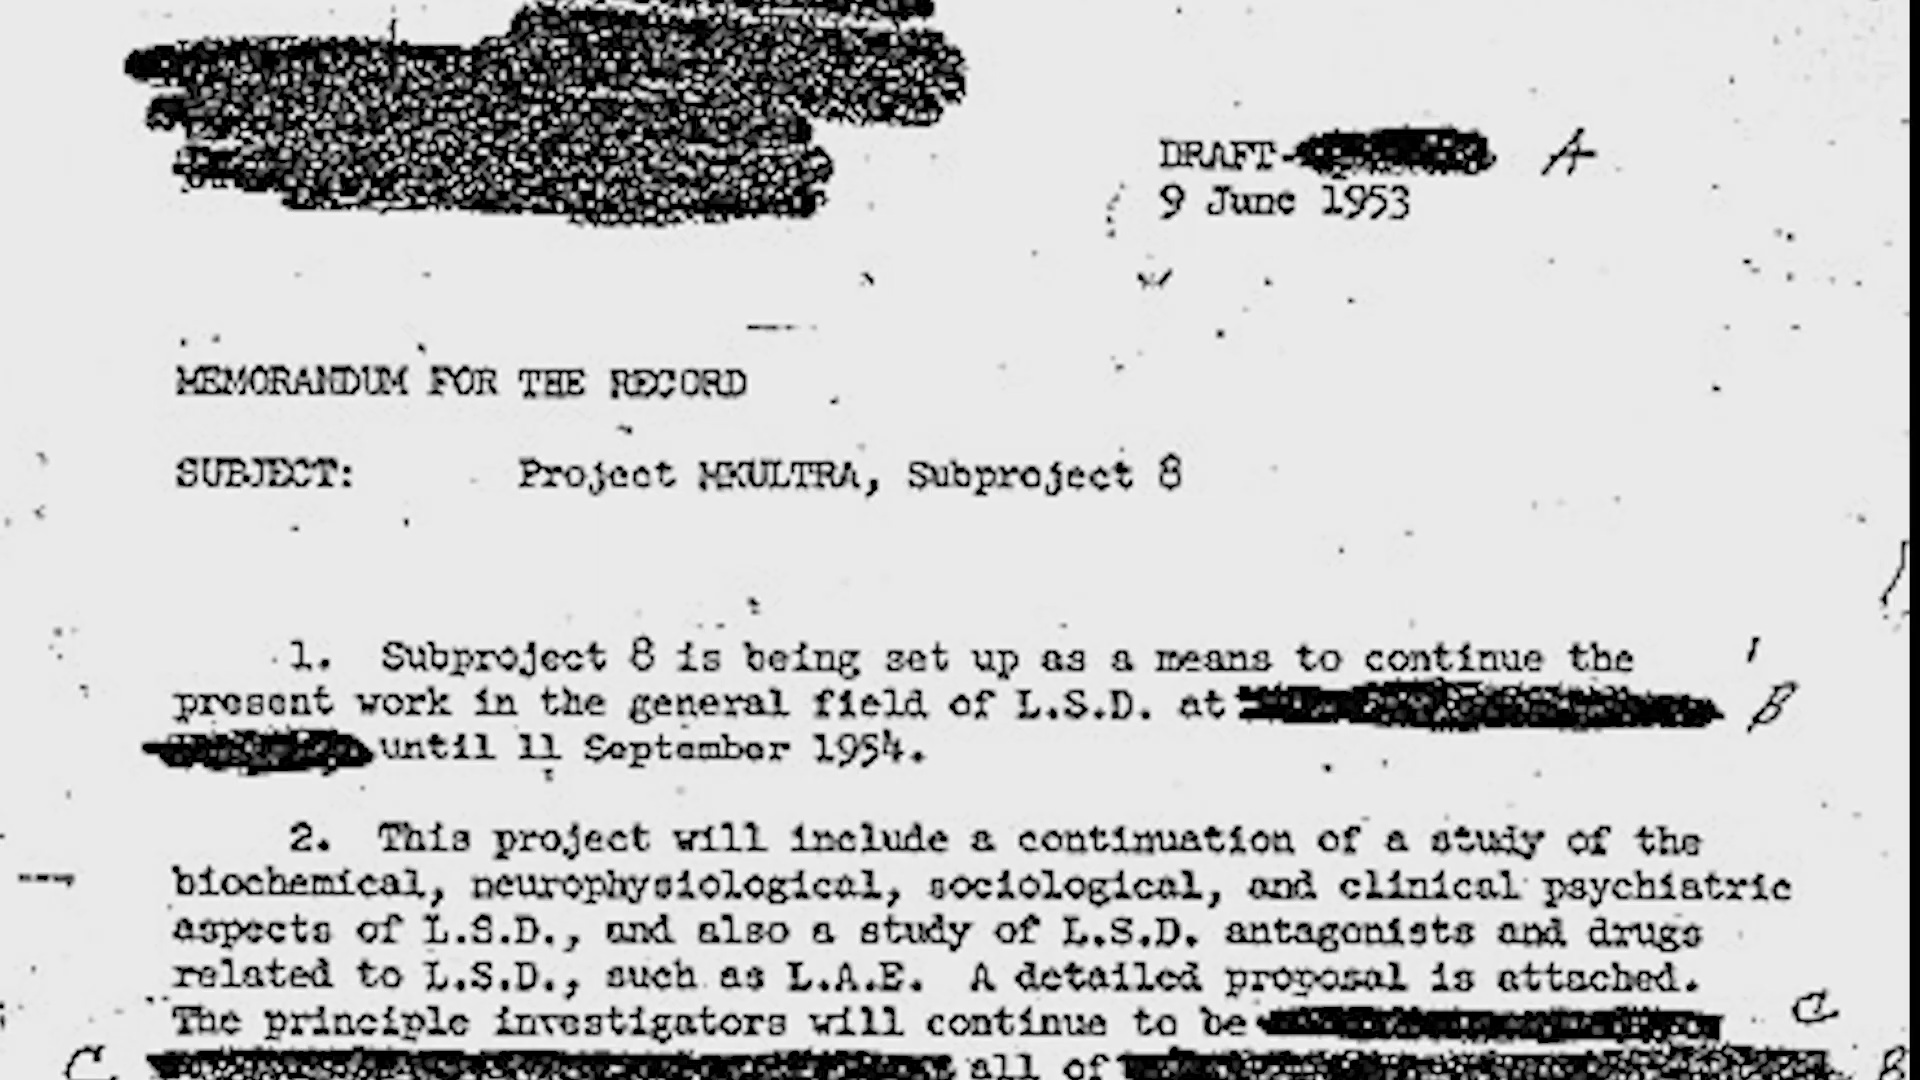 DRAFT- A
9 June 1953
MEMORANDUM FOR THE RECORD
SUBJECT: Project MKULTRA, Subproject 8
1. Subproject 8 is being set up as a means to continue the
present work in the general field of L.S.D. at B
until 11 September 1954.
2. This project will include a continuation of a study of the
biochemical, neurophysiological, sociological, and clinical psychiatric
aspects of L.S.D., and also a study of L.S.D. antagonists and drugs
related to L.S.D., such as L.A.E. A detailed proposal is attached.
The principle investigators will continue to be C
C all of B